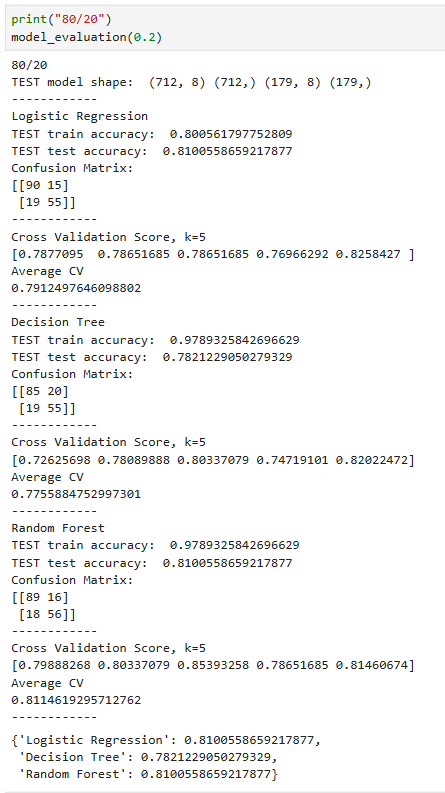 print("80/20")
model_evaluation(0.2)
80/20
TEST model shape:  (712, 8) (712,) (179, 8) (179,)
------------
Logistic Regression
TEST train accuracy:  0.800561797752809
TEST test accuracy:  0.8100558659217877
Confusion Matrix:
[[90 15]
 [19 55]]
------------
Cross Validation Score, k=5
[0.7877095  0.78651685 0.78651685 0.76966292 0.8258427 ]
Average CV
0.7912497646098802
------------
Decision Tree
TEST train accuracy:  0.9789325842696629
TEST test accuracy:  0.7821229050279329
Confusion Matrix:
[[85 20]
 [19 55]]
------------
Cross Validation Score, k=5
[0.72625698 0.78089888 0.80337079 0.74719101 0.82022472]
Average CV
0.7755884752997301
------------
Random Forest
TEST train accuracy:  0.9789325842696629
TEST test accuracy:  0.8100558659217877
Confusion Matrix:
[[89 16]
 [18 56]]
------------
Cross Validation Score, k=5
[0.79888268 0.80337079 0.85393258 0.78651685 0.81460674]
Average CV
0.8114619295712762
------------
{'Logistic Regression': 0.8100558659217877,
 'Decision Tree': 0.7821229050279329,
 'Random Forest': 0.8100558659217877}